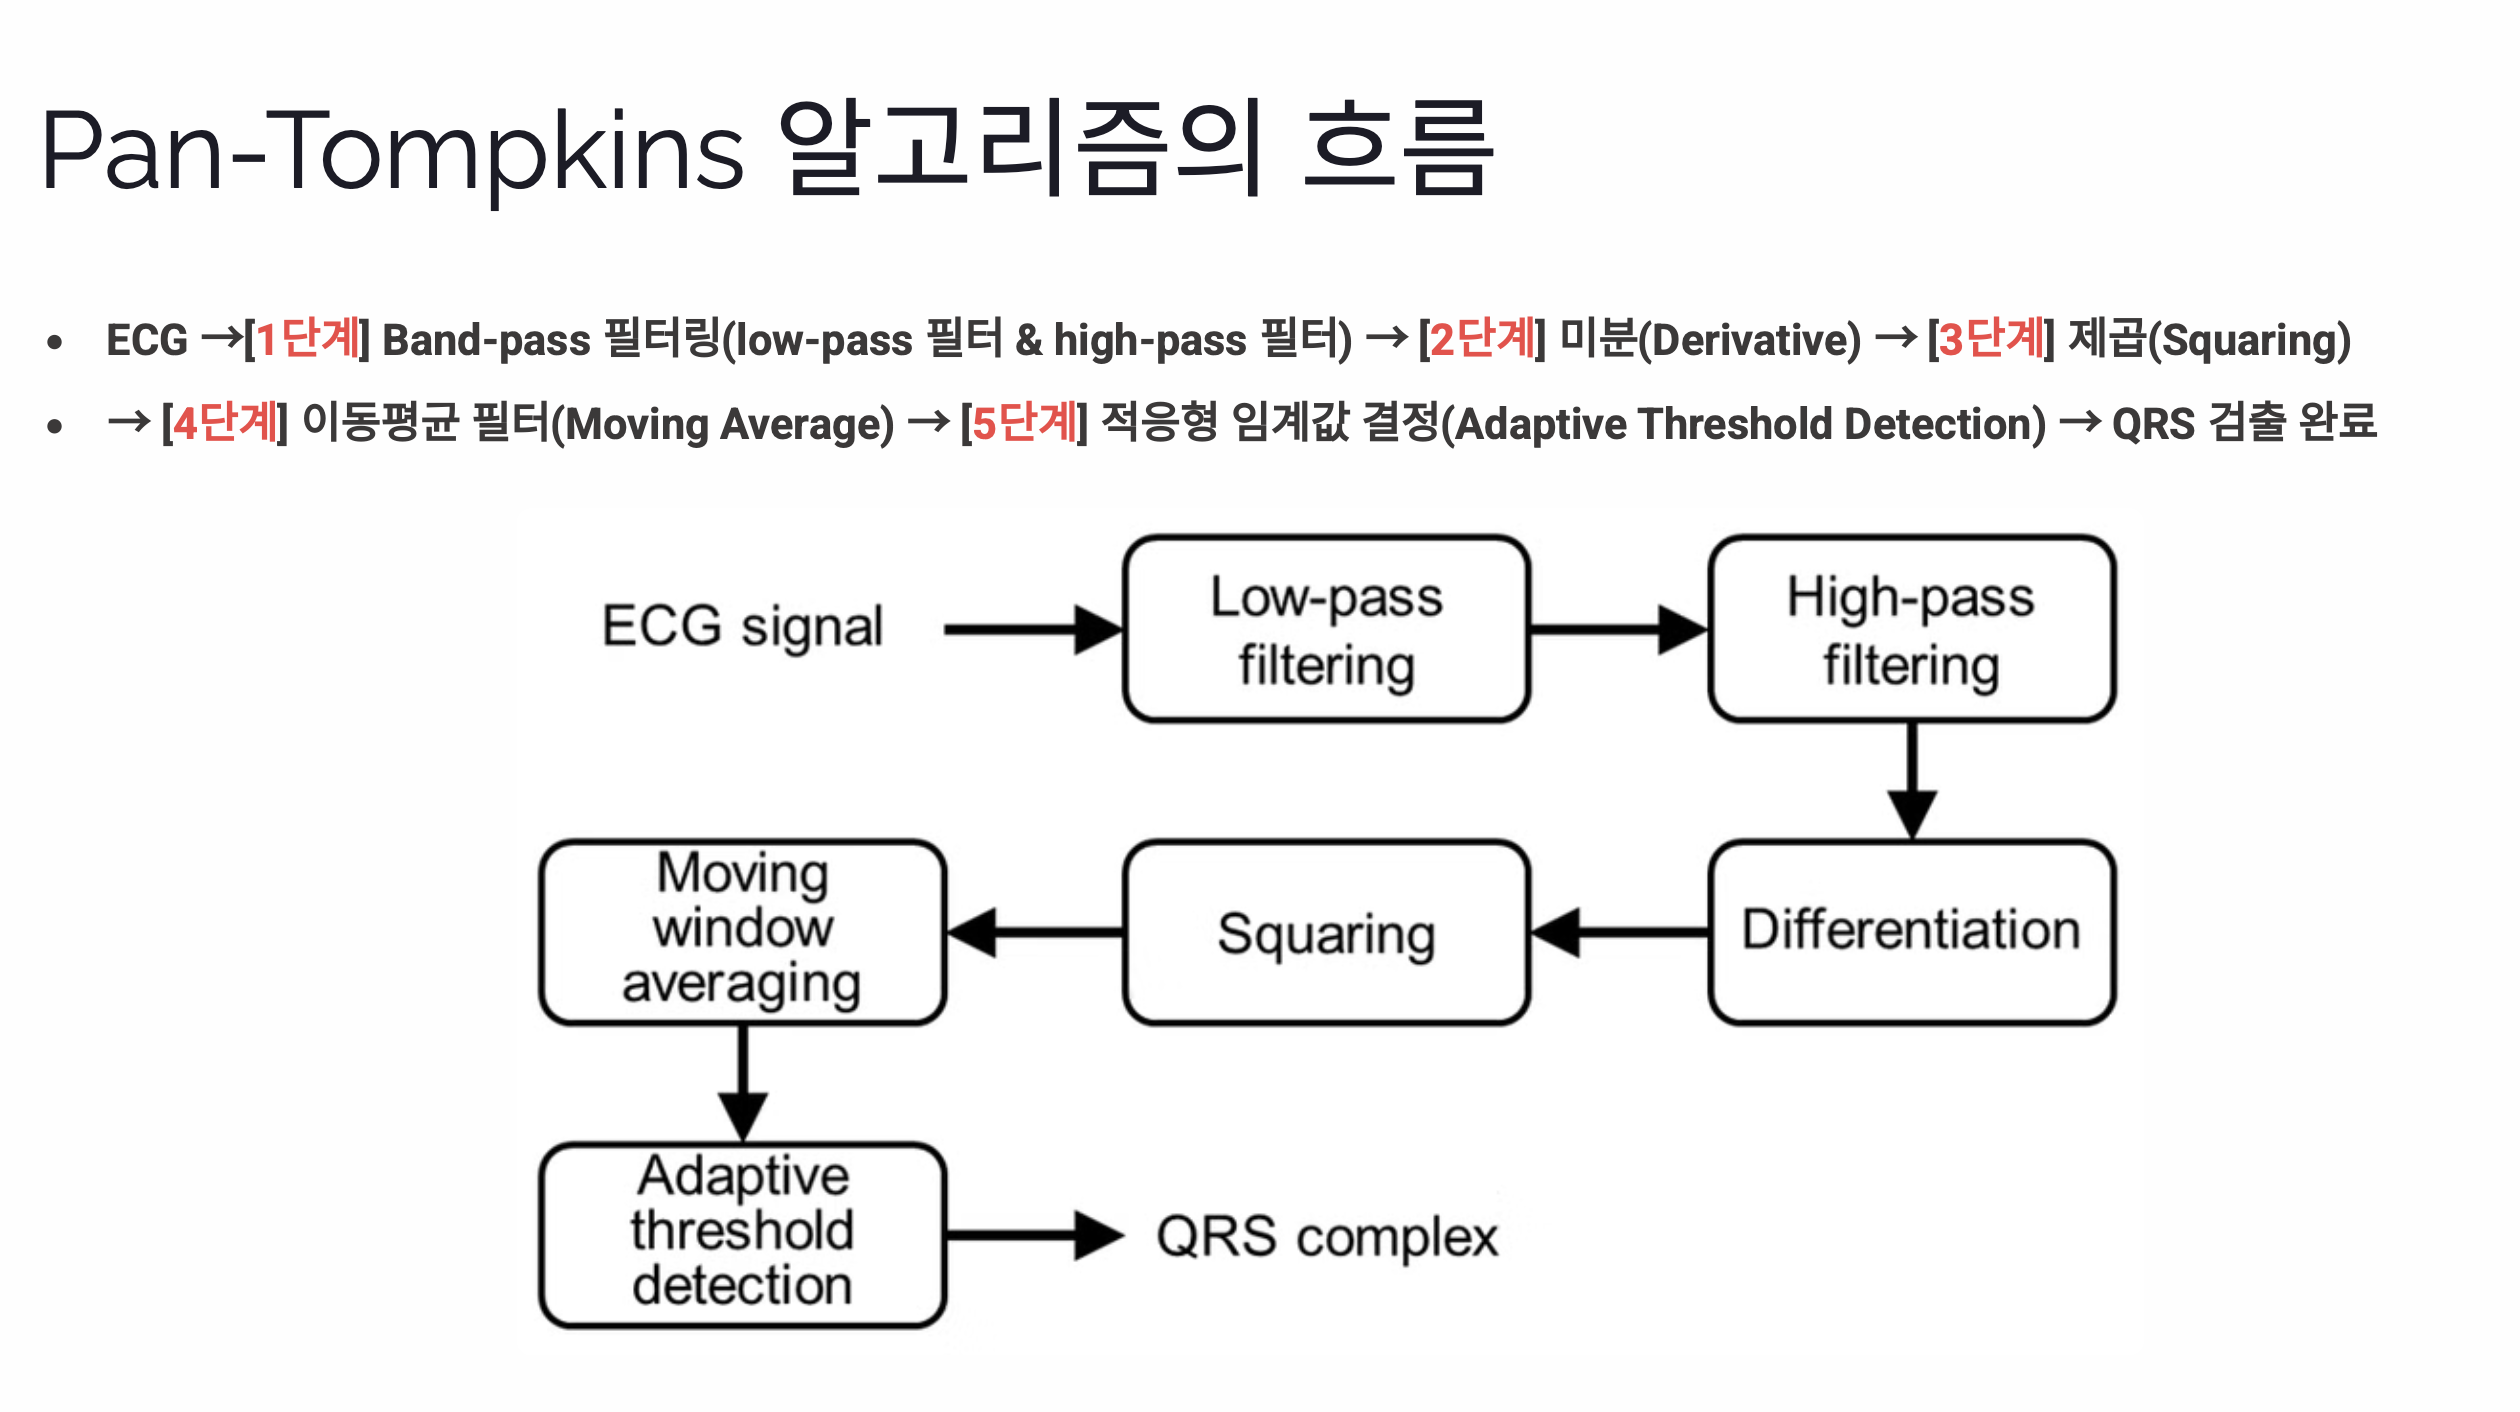 Pan-Tompkins 알고리즘의 흐름
• ECG →[1단계] Band-pass 필터링(low-pass 필터 & high-pass 필터) → [2단계] 미분(Derivative) → [3단계] 제곱(Squaring)
• → [4단계] 이동평균 필터(Moving Average) → [5단계] 적응형 임계값 결정(Adaptive Threshold Detection) → QRS 검출 완료
ECG signal
Low-pass
filtering
High-pass
filtering
Differentiation
Squaring
Moving
window
averaging
Adaptive
threshold
detection
QRS complex